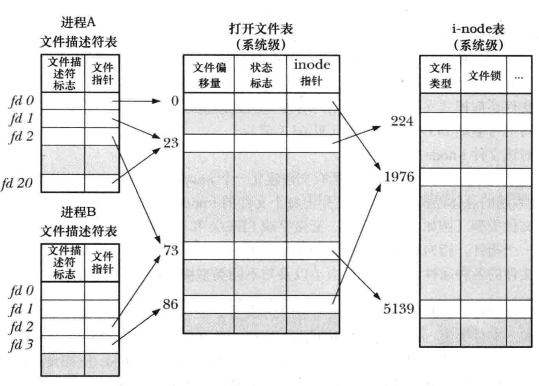 进程A
文件描述符表
文件描
述符
标志
文件
指针
fd 0
fd 1
fd 2
fd 20
进程B
文件描述符表
文件描
述符
标志
文件
指针
fd 0
fd 1
fd 2
fd 3
打开文件表
(系统级)
文件偏
移量
状态
标志
inode
指针
0
23
73
86
i-node表
(系统级)
文件
类型
文件锁
...
224
1976
5139